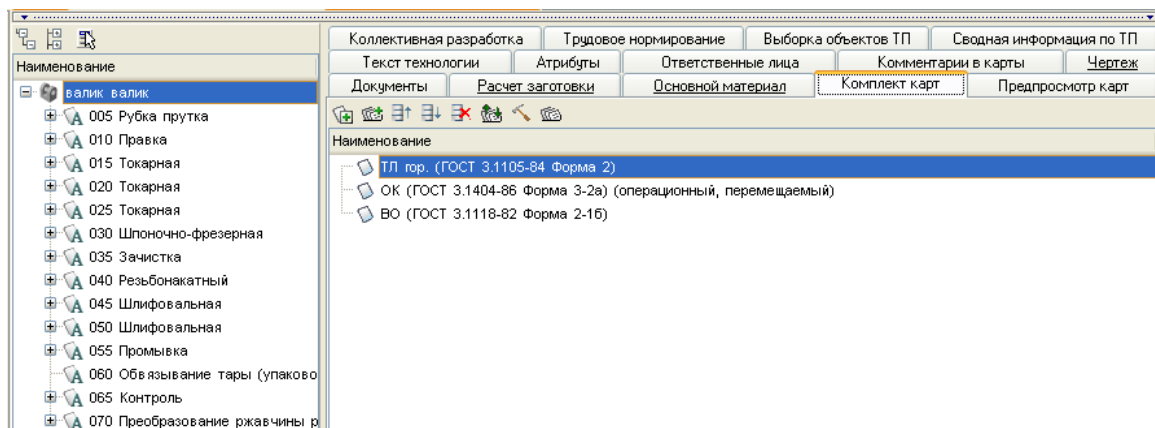 Наименование
валик валик
005 Рубка прутка
010 Правка
015 Токарная
020 Токарная
025 Токарная
030 Шпоночно-фрезерная
035 Зачистка
040 Резьбонакатный
045 Шлифовальная
050 Шлифовальная
055 Промывка
060 Обвязывание тары (упаково
065 Контроль
070 Преобразование ржавчины р
Коллективная разработка Трудовое нормирование Выборка объектов ТП Сводная информация по ТП
Текст технологии Атрибуты Ответственные лица Комментарии в карты Чертеж
Документы Расчет заготовки Основной материал Комплект карт Предпросмотр карт
Наименование
ТЛ гор. (ГОСТ 3.1105-84 Форма 2)
ОК (ГОСТ 3.1404-86 Форма 3-2а) (операционный, перемещаемый)
ВО (ГОСТ 3.1118-82 Форма 2-1б)